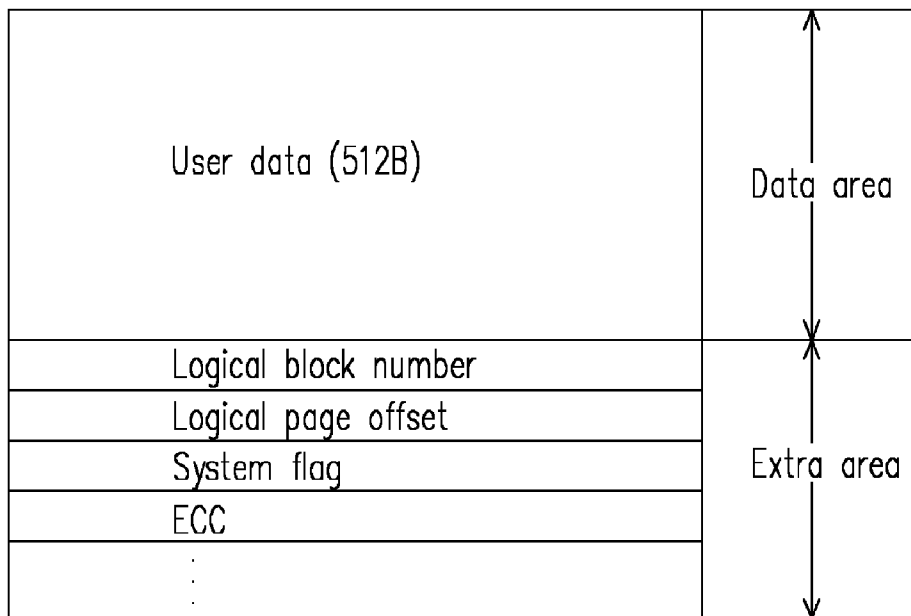 User data (512B)
Data area
Logical block number
Logical page offset
System flag
Extra area
ECC